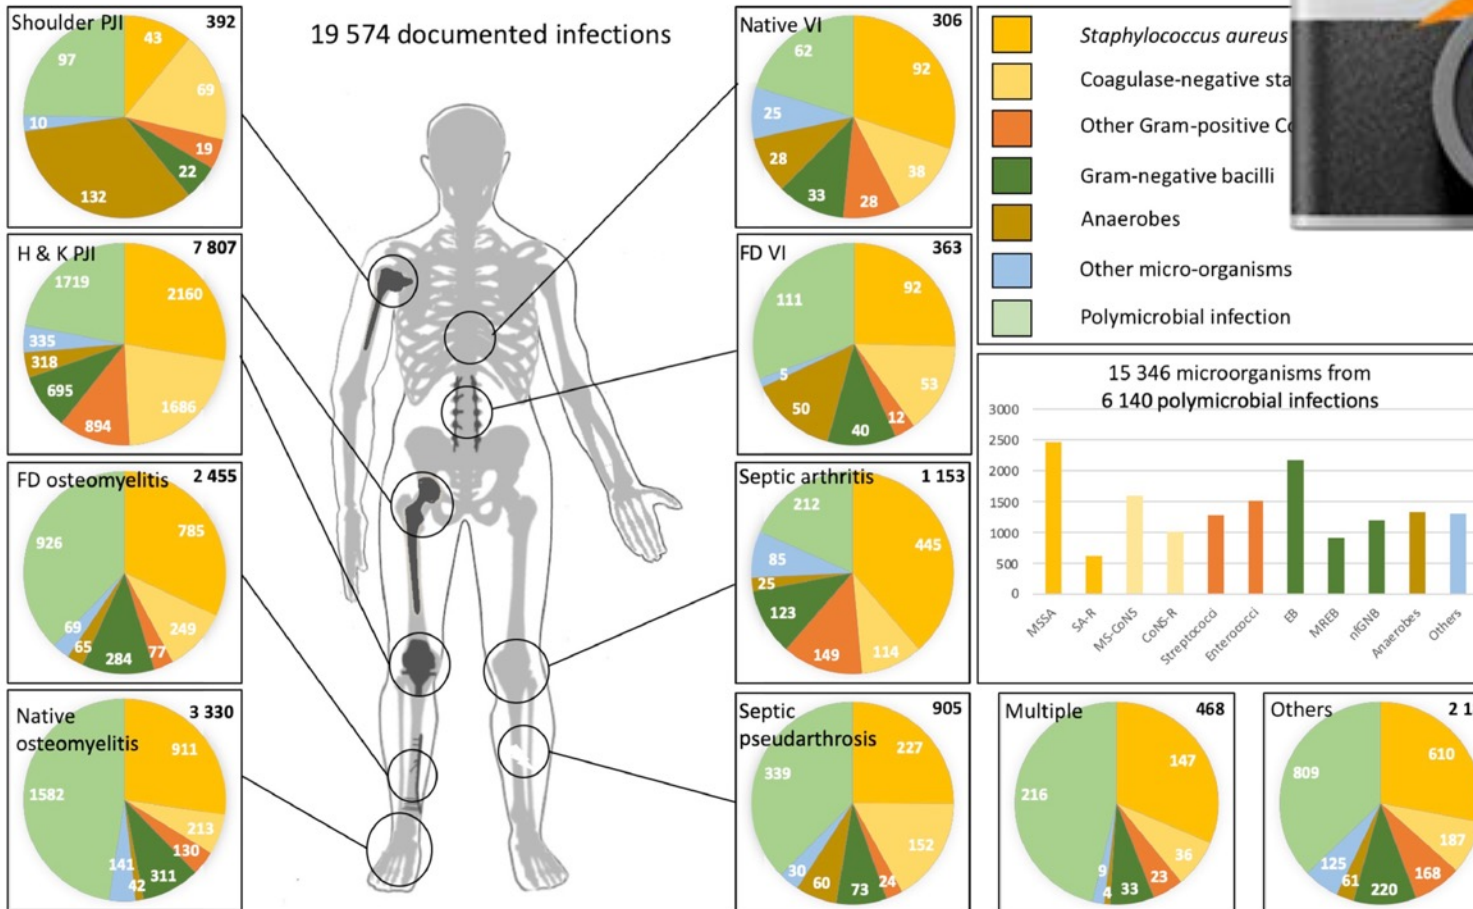 Shoulder PJI 392
97
43
69
10
19
22
132
19 574 documented infections
Native VI 306
62
92
25
28
38
33
28
Staphylococcus aureus
Coagulase-negative
Other Gram-positive
Gram-negative bacilli
Anaerobes
Other micro-organisms
Polymicrobial infection
H & K PJI 7 807
1719
2160
335
318
695
1686
894
FD VI 363
111
92
5
53
50
12
40
15 346 microorganisms from
6 140 polymicrobial infections
3000
2500
2000
1500
1000
500
0
MSSA
SA-R
MS-CoNS
CoNS-R
Streptococci
Enterococci
EB
MREB
nfGNB
Anaerobes
Others
FD osteomyelitis 2 455
785
926
69
65
249
284
77
Septic arthritis 1 153
212
445
85
25
123
149
114
Native
osteomyelitis
3 330
911
1582
213
130
141
42
311
Septic
pseudarthrosis
905
227
339
152
30
60
73
24
Multiple 468
147
216
36
9
4
33
23
Others
610
809
187
125
61
220
168